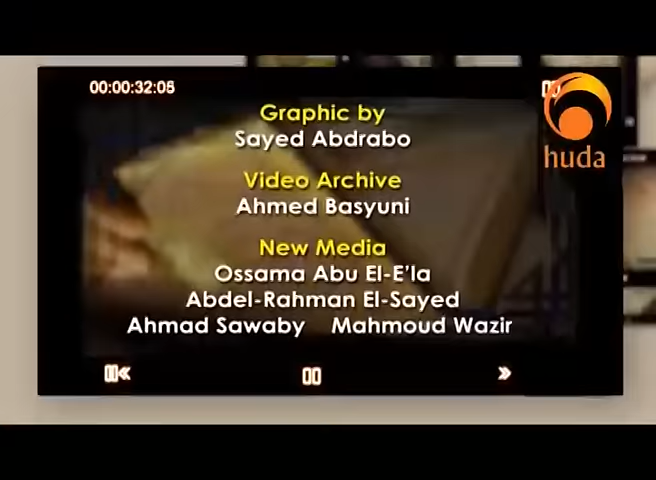 00:00:32:05
Graphic by
Sayed Abdrabo
huda
Video Archive
Ahmed Basyuni
New Media
Ossama Abu El-E'la
Abdel-Rahman El-Sayed
Ahmad Sawaby Mahmoud Wazir